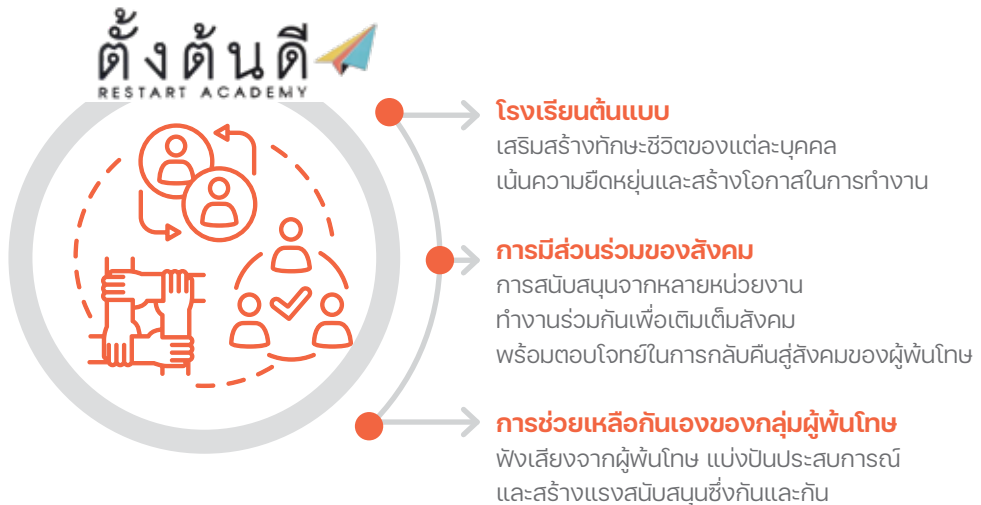 ตั้งต้นดี
RESTART ACADEMY
โรงเรียนต้นแบบ
เสริมสร้างทักษะชีวิตของแต่ละบุคคล
เน้นความยืดหยุ่นและสร้างโอกาสในการทำงาน
การมีส่วนร่วมของสังคม
การสนับสนุนจากหลายหน่วยงาน
ทำงานร่วมกันเพื่อเติมเต็มสังคม
พร้อมตอบโจทย์ในการกลับคืนสู่สังคมของผู้พ้นโทษ
การช่วยเหลือกันเองของกลุ่มผู้พ้นโทษ
ฟังเสียงจากผู้พ้นโทษ แบ่งปันประสบการณ์
และสร้างแรงสนับสนุนซึ่งกันและกัน